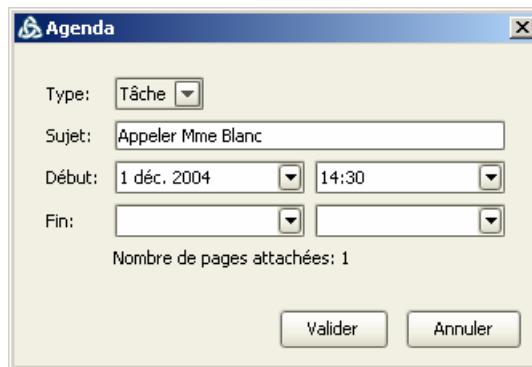 Agenda
Type: Tâche
Sujet: Appeler Mme Blanc
Début: 1 déc. 2004 14:30
Fin:
Nombre de pages attachées: 1
Valider Annuler